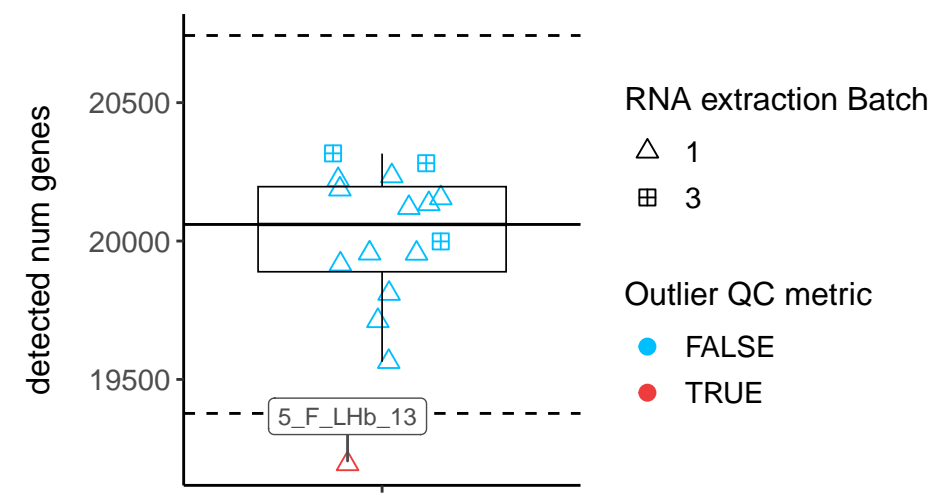 detected num genes
20500
20000
19500
5_F_LHb_13
RNA extraction Batch
1
3
Outlier QC metric
FALSE
TRUE